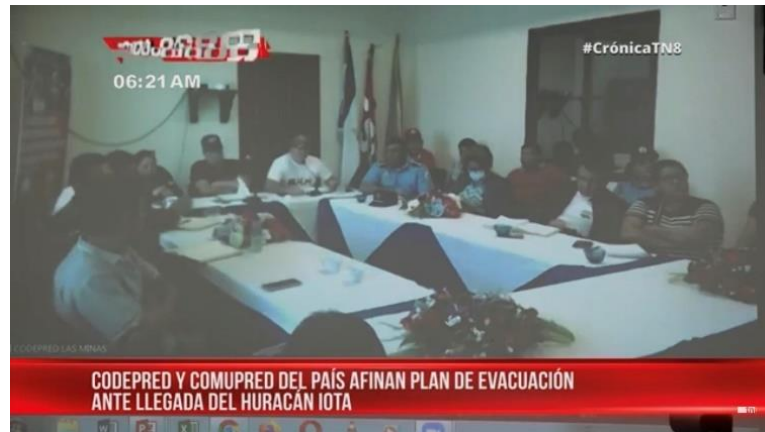 #CrónicaTN8
06:21 AM
CODEPRED LAS MINAS
CODEPRED Y COMUPRED DEL PAÍS AFINAN PLAN DE EVACUACIÓN
ANTE LLEGADA DEL HURACÁN IOTA